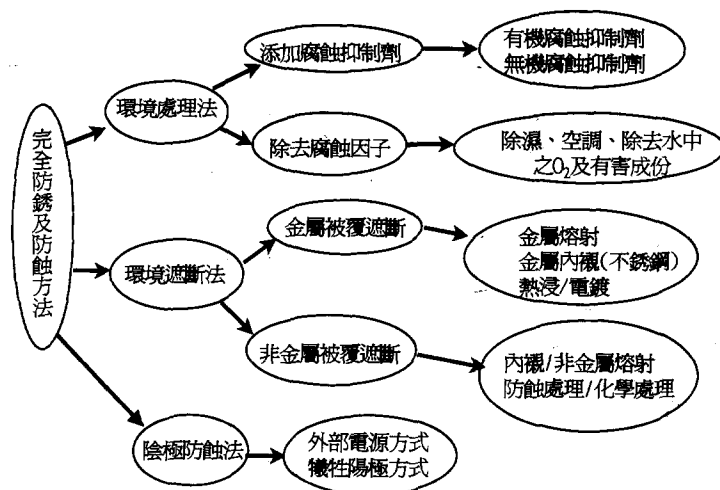 完全防銹及防蝕方法
環境處理法
添加腐蝕抑制劑
有機腐蝕抑制劑
無機腐蝕抑制劑
除去腐蝕因子
除濕、空調、除去水中
之O₂及有害成份
環境遮斷法
金屬被覆遮斷
金屬熔射
金屬內襯(不銹鋼)
熱浸/電鍍
非金屬被覆遮斷
內襯/非金屬熔射
防蝕處理/化學處理
陰極防蝕法
外部電源方式
犧牲陽極方式